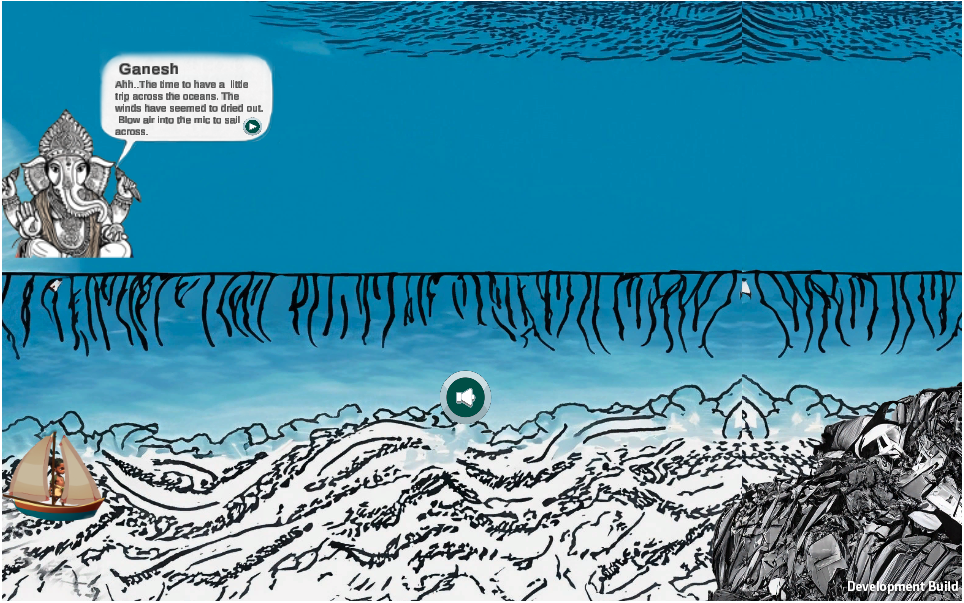 Ganesh
Ahh..The time to have a little
trip across the oceans. The
winds have seemed to dried out.
Blow air into the mic to sail
across.
Development Build